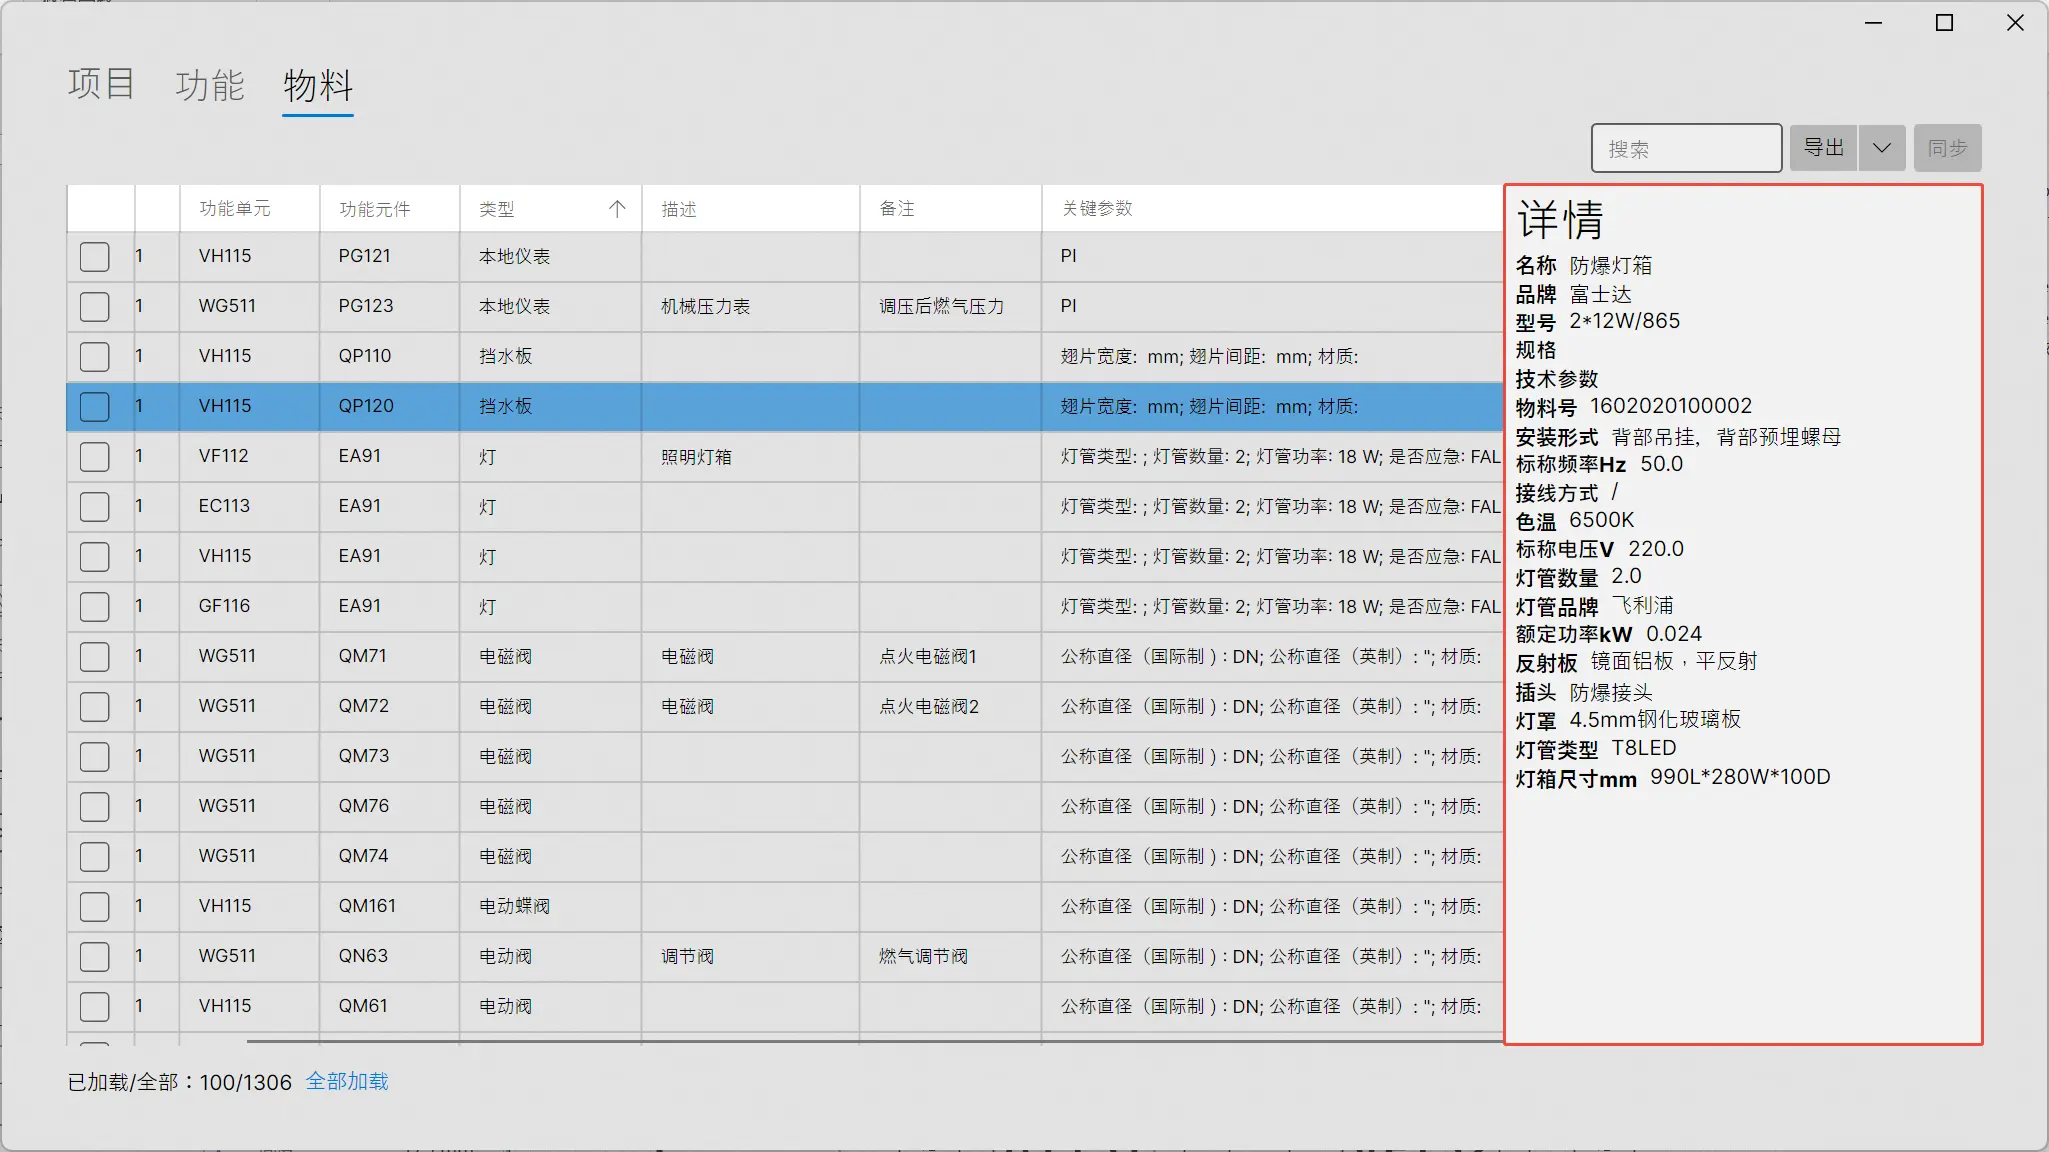 项目 功能 物料
搜索 导出 同步
功能单元 功能元件 类型 描述 备注 关键参数
1 VH115 PG121 本地仪表 PI
1 WG511 PG123 本地仪表 机械压力表 调压后燃气压力 PI
1 VH115 QP110 挡水板 翅片宽度: mm; 翅片间距: mm; 材质:
1 VH115 QP120 挡水板 翅片宽度: mm; 翅片间距: mm; 材质:
1 VF112 EA91 灯 照明灯箱 灯管类型: ; 灯管数量: 2; 灯管功率: 18 W; 是否应急: FAL
1 EC113 EA91 灯 灯管类型: ; 灯管数量: 2; 灯管功率: 18 W; 是否应急: FAL
1 VH115 EA91 灯 灯管类型: ; 灯管数量: 2; 灯管功率: 18 W; 是否应急: FAL
1 GF116 EA91 灯 灯管类型: ; 灯管数量: 2; 灯管功率: 18 W; 是否应急: FAL
1 WG511 QM71 电磁阀 电磁阀 点火电磁阀1 公称直径（国际制）: DN; 公称直径（英制）: "; 材质:
1 WG511 QM72 电磁阀 电磁阀 点火电磁阀2 公称直径（国际制）: DN; 公称直径（英制）: "; 材质:
1 WG511 QM73 电磁阀 公称直径（国际制）: DN; 公称直径（英制）: "; 材质:
1 WG511 QM76 电磁阀 公称直径（国际制）: DN; 公称直径（英制）: "; 材质:
1 WG511 QM74 电磁阀 公称直径（国际制）: DN; 公称直径（英制）: "; 材质:
1 VH115 QM161 电动蝶阀 公称直径（国际制）: DN; 公称直径（英制）: "; 材质:
1 WG511 QN63 电动阀 调节阀 燃气调节阀 公称直径（国际制）: DN; 公称直径（英制）: "; 材质:
1 VH115 QM61 电动阀 公称直径（国际制）: DN; 公称直径（英制）: "; 材质:
详情
名称 防爆灯箱
品牌 富士达
型号 2*12W/865
规格
技术参数
物料号 1602020100002
安装形式 背部吊挂，背部预埋螺母
标称频率Hz 50.0
接线方式 /
色温 6500K
标称电压V 220.0
灯管数量 2.0
灯管品牌 飞利浦
额定功率kW 0.024
反射板 镜面铝板，平反射
插头 防爆接头
灯罩 4.5mm钢化玻璃板
灯管类型 T8LED
灯箱尺寸mm 990L*280W*100D
已加载/全部：100/1306 全部加载